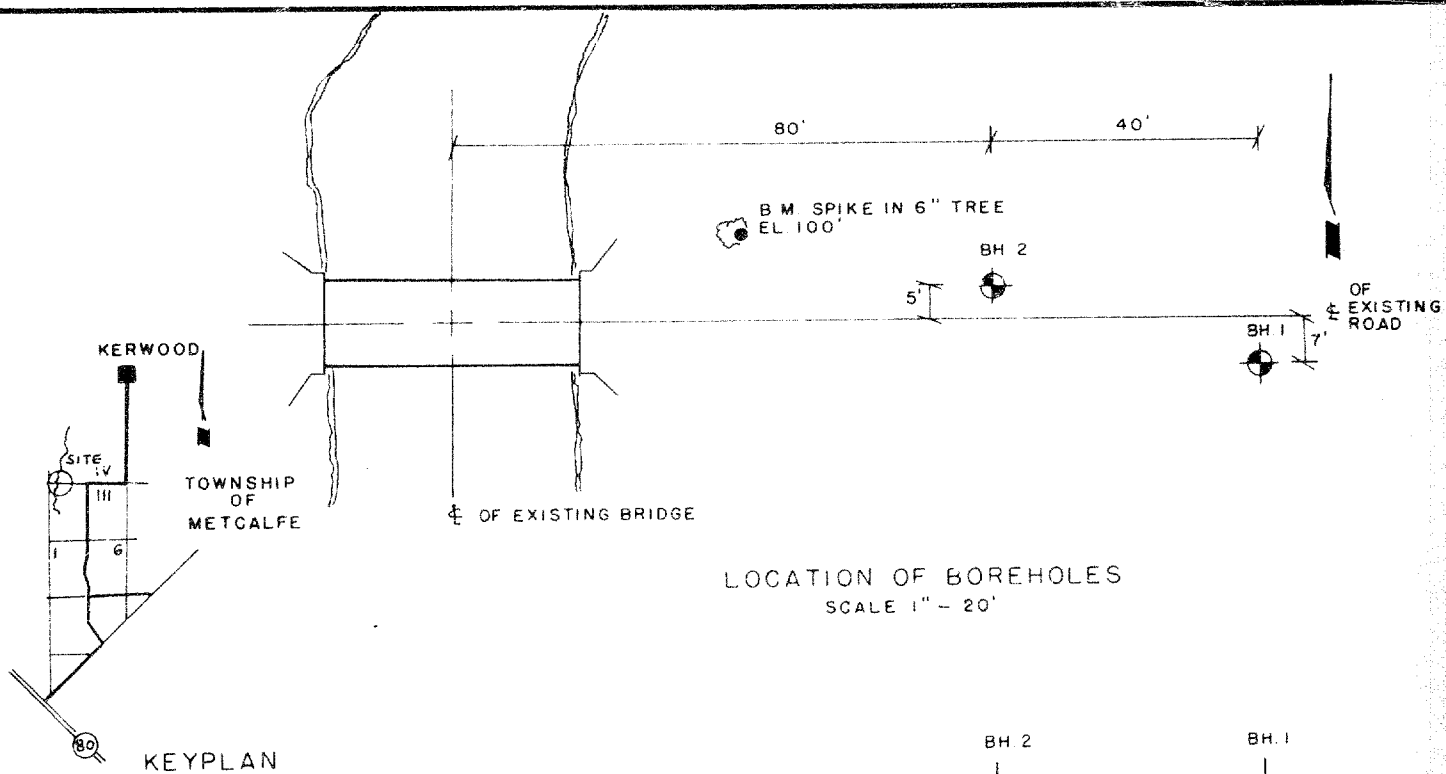 80'
40'
B M. SPIKE IN 6" TREE
EL. 100'
BH 2
5'
OF
℄ EXISTING
ROAD
BH 1
7'
KERWOOD
SITE
IV
III
TOWNSHIP
OF
METCALFE
1
6
℄ OF EXISTING BRIDGE
LOCATION OF BOREHOLES
SCALE 1" - 20'
80
KEYPLAN
BH. 2
BH. 1